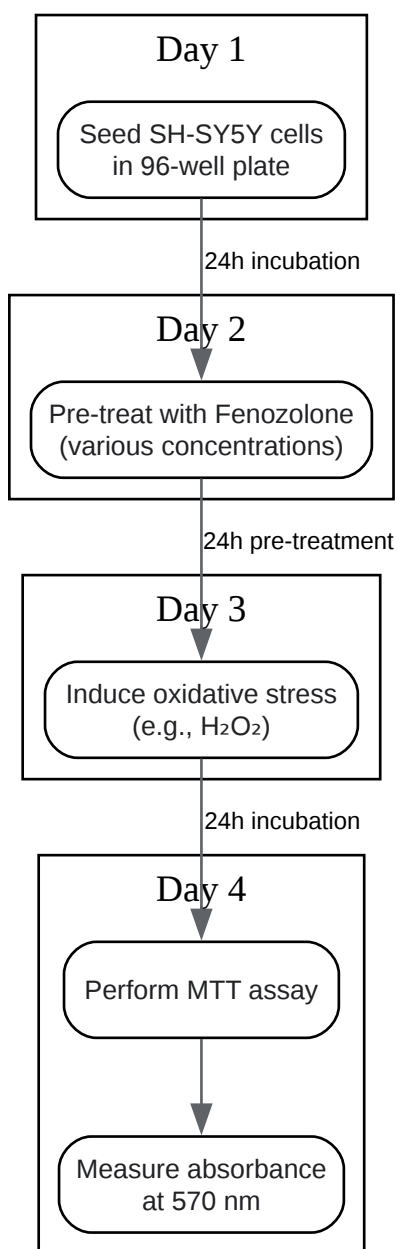 Day 1
Seed SH-SY5Y cells
in 96-well plate
24h incubation
Day 2
Pre-treat with Fenozolone
(various concentrations)
24h pre-treatment
Day 3
Induce oxidative stress
(e.g., H₂O₂)
24h incubation
Day 4
Perform MTT assay
Measure absorbance
at 570 nm